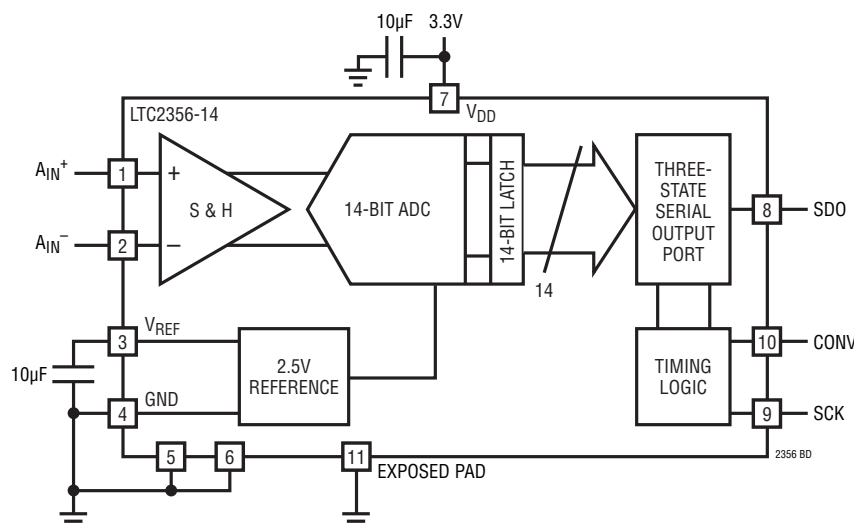 10µF 3.3V
7
LTC2356-14
VDD
AIN+
1
+
S & H
AIN–
2
–
14-BIT ADC
14-BIT LATCH
14
THREE-
STATE
SERIAL
OUTPUT
PORT
8
SDO
3
VREF
10µF
4
GND
2.5V
REFERENCE
TIMING
LOGIC
10
CONV
9
SCK
5
6
11
EXPOSED PAD
2356 BD